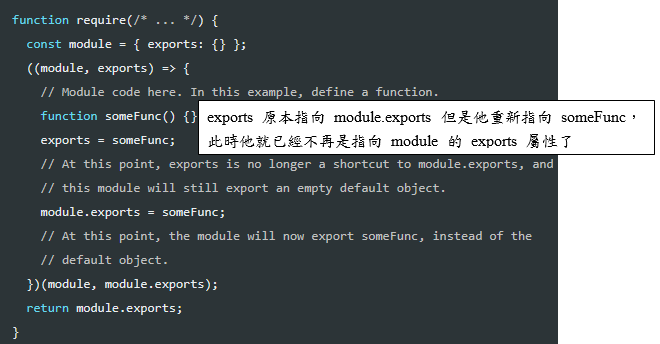 function require(/* ... */) {
const module = { exports: {} };
((module, exports) => {
// Module code here. In this example, define a function.
function someFunc() {}
exports = someFunc;
exports 原本指向 module.exports 但是他重新指向 someFunc，
此時他就已經不再是指向 module 的 exports 屬性了
// At this point, exports is no longer a shortcut to module.exports, and
// this module will still export an empty default object.
module.exports = someFunc;
// At this point, the module will now export someFunc, instead of the
// default object.
})(module, module.exports);
return module.exports;
}